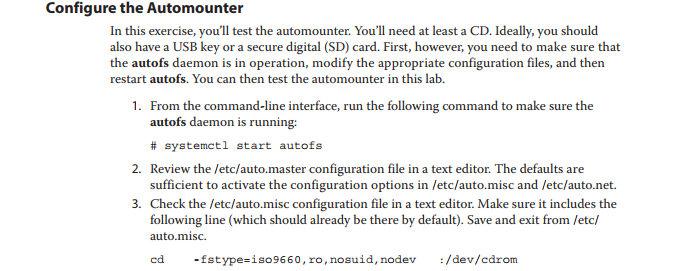 Configure the Automounter
In this exercise, you'll test the automounter. You'll need at least a CD. Ideally, you should
also have a USB key or a secure digital (SD) card. First, however, you need to make sure that
the autofs daemon is in operation, modify the appropriate configuration files, and then
restart autofs. You can then test the automounter in this lab.
1. From the command-line interface, run the following command to make sure the
autofs daemon is running:
# systemctl start autofs
2. Review the /etc/auto.master configuration file in a text editor. The defaults are
sufficient to activate the configuration options in /etc/auto.misc and /etc/auto.net.
3. Check the /etc/auto.misc configuration file in a text editor. Make sure it includes the
following line (which should already be there by default). Save and exit from /etc/
auto.misc.
cd -fstype=iso9660,ro,nosuid,nodev :/dev/cdrom